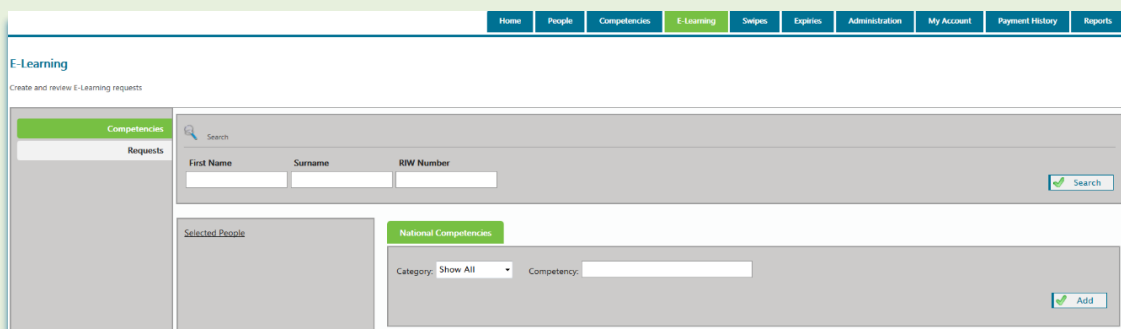 Home People Competencies E-Learning Swipes Expiries Administration My Account Payment History Reports
E-Learning
Create and review E-Learning requests
Competencies
Requests
Search
First Name Surname RIW Number
Search
Selected People
National Competencies
Category: Show All Competency:
Add